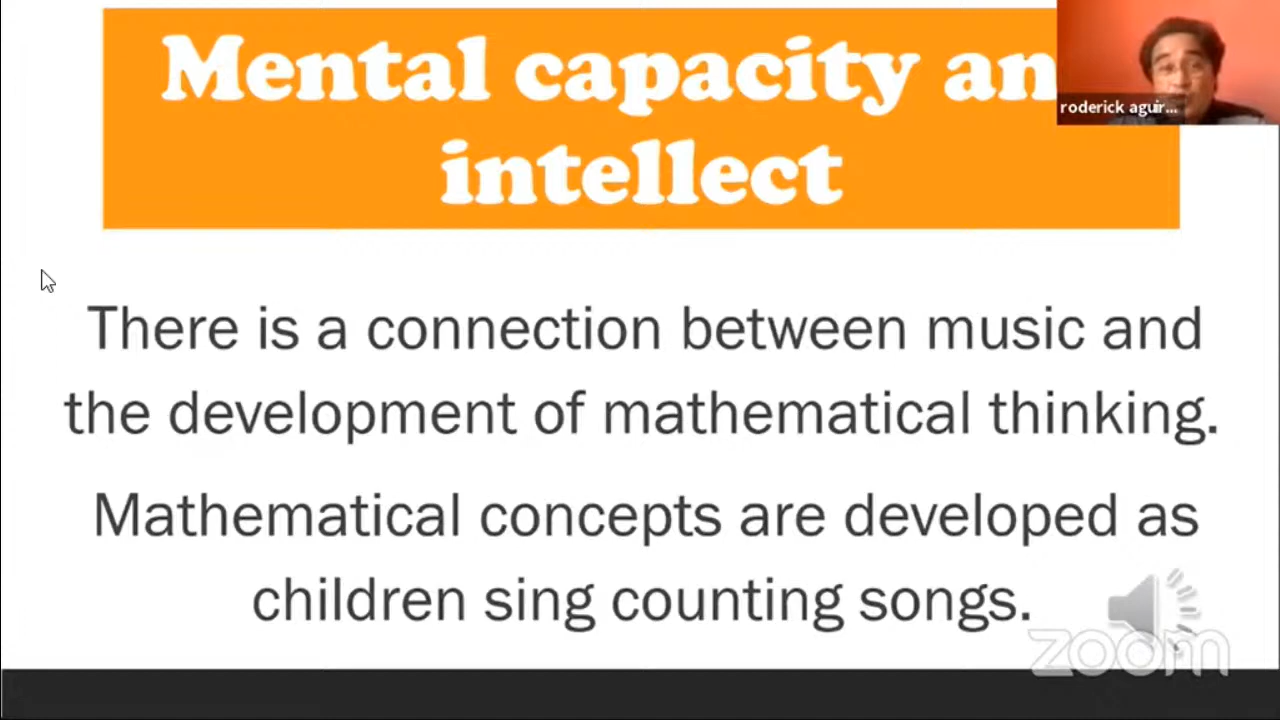 Mental capacity an
intellect
roderick aguir...
There is a connection between music and
the development of mathematical thinking.
Mathematical concepts are developed as
children sing counting songs.
zoom